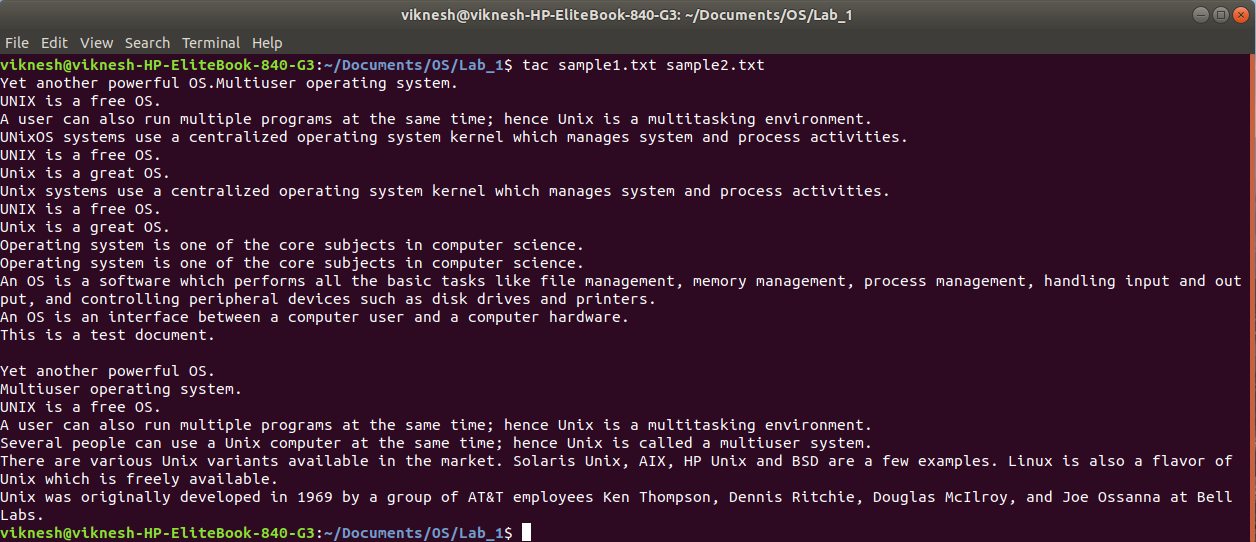 viknesh@viknesh-HP-EliteBook-840-G3: ~/Documents/OS/Lab_1
File Edit View Search Terminal Help
viknesh@viknesh-HP-EliteBook-840-G3:~/Documents/OS/Lab_1$ tac sample1.txt sample2.txt
Yet another powerful OS.Multiuser operating system.
UNIX is a free OS.
A user can also run multiple programs at the same time; hence Unix is a multitasking environment.
UNixOS systems use a centralized operating system kernel which manages system and process activities.
UNIX is a free OS.
Unix is a great OS.
Unix systems use a centralized operating system kernel which manages system and process activities.
UNIX is a free OS.
Unix is a great OS.
Operating system is one of the core subjects in computer science.
Operating system is one of the core subjects in computer science.
An OS is a software which performs all the basic tasks like file management, memory management, process management, handling input and out
put, and controlling peripheral devices such as disk drives and printers.
An OS is an interface between a computer user and a computer hardware.
This is a test document.

Yet another powerful OS.
Multiuser operating system.
UNIX is a free OS.
A user can also run multiple programs at the same time; hence Unix is a multitasking environment.
Several people can use a Unix computer at the same time; hence Unix is called a multiuser system.
There are various Unix variants available in the market. Solaris Unix, AIX, HP Unix and BSD are a few examples. Linux is also a flavor of
Unix which is freely available.
Unix was originally developed in 1969 by a group of AT&T employees Ken Thompson, Dennis Ritchie, Douglas McIlroy, and Joe Ossanna at Bell
Labs.
viknesh@viknesh-HP-EliteBook-840-G3:~/Documents/OS/Lab_1$